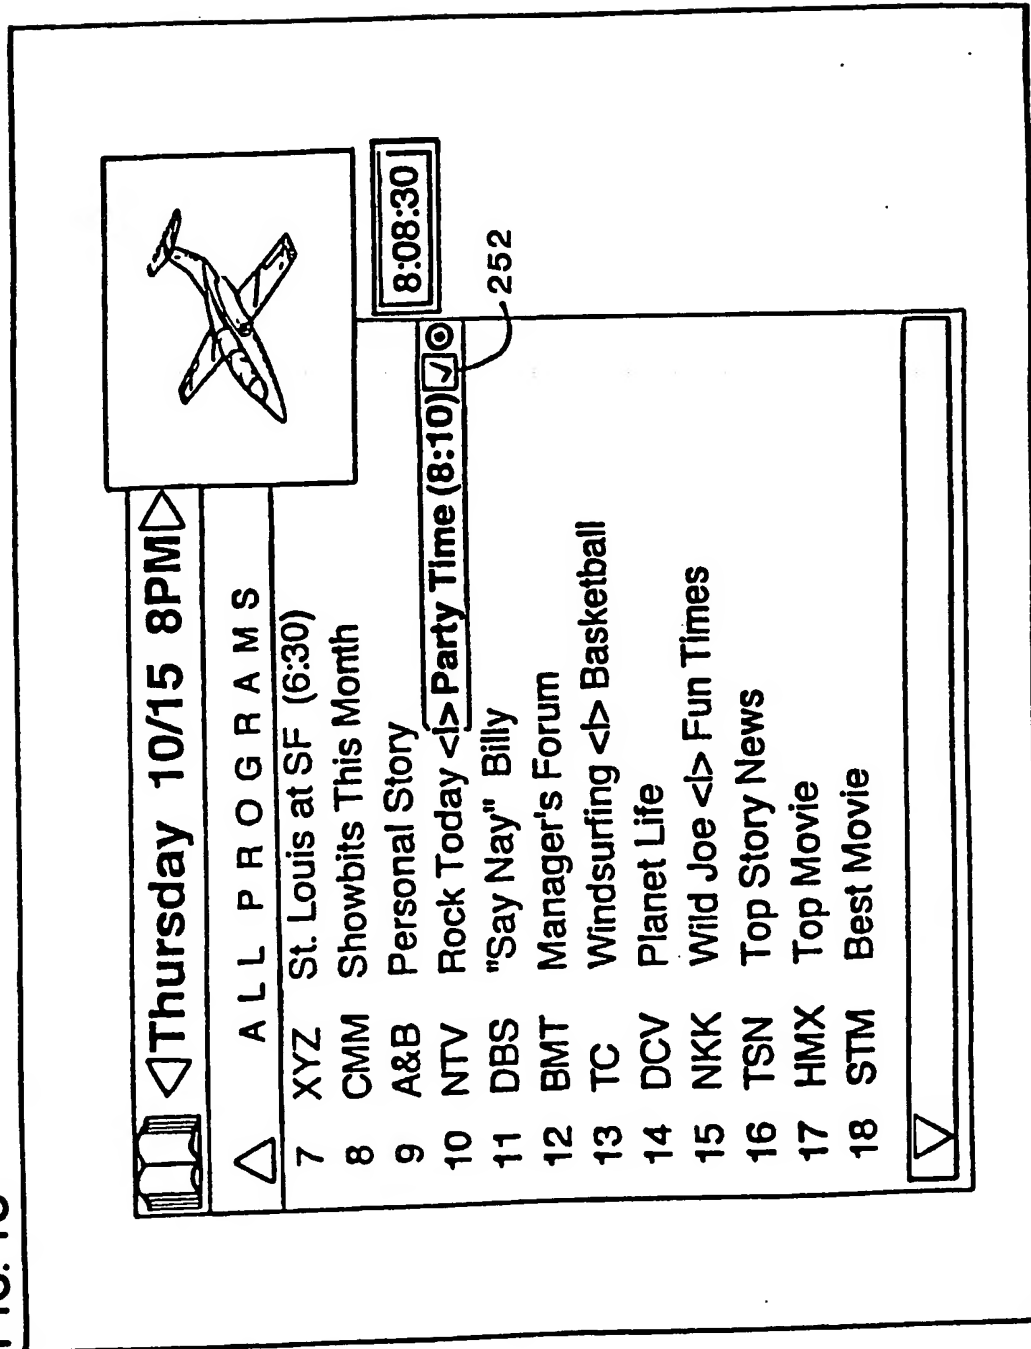 Thursday 10/15 8PM
ALL PROGRAMS
8:08:30
7 XYZ St. Louis at SF (6:30)
8 CMM Showbits This Month
9 A&B Personal Story
10 NTV Rock Today <|> Party Time (8:10)
252
11 DBS "Say Nay" Billy
12 BMT Manager's Forum
13 TC Windsurfing <|> Basketball
14 DCV Planet Life
15 NKK Wild Joe <|> Fun Times
16 TSN Top Story News
17 HMX Top Movie
18 STM Best Movie